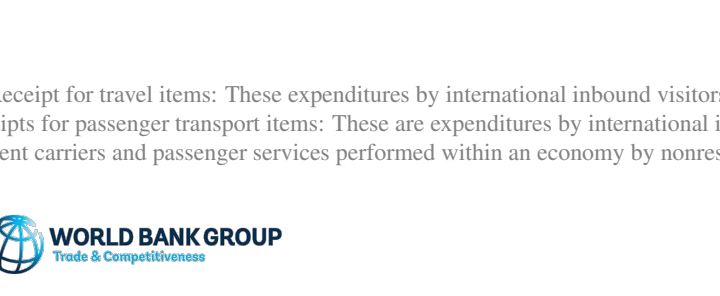 eceipt for travel items: These expenditures by international inbound visitors
ipts for passenger transport items: These are expenditures by international i
ent carriers and passenger services performed within an economy by nonres
WORLD BANK GROUP
Trade & Competitiveness